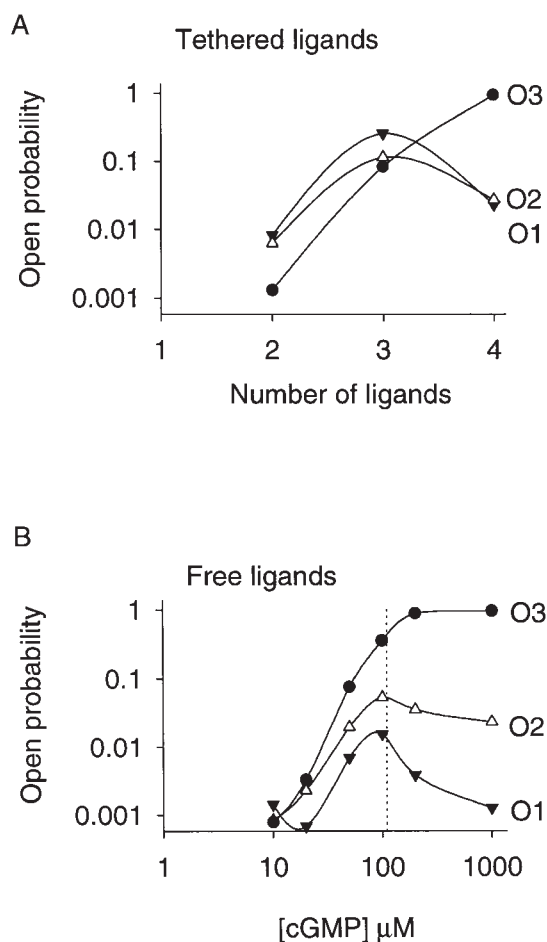 A
Tethered ligands
Open probability
1
0.1
0.01
0.001
O3
O2
O1
1 2 3 4
Number of ligands
B
Free ligands
Open probability
1
0.1
0.01
0.001
O3
O2
O1
1 10 100 1000
[cGMP] μM